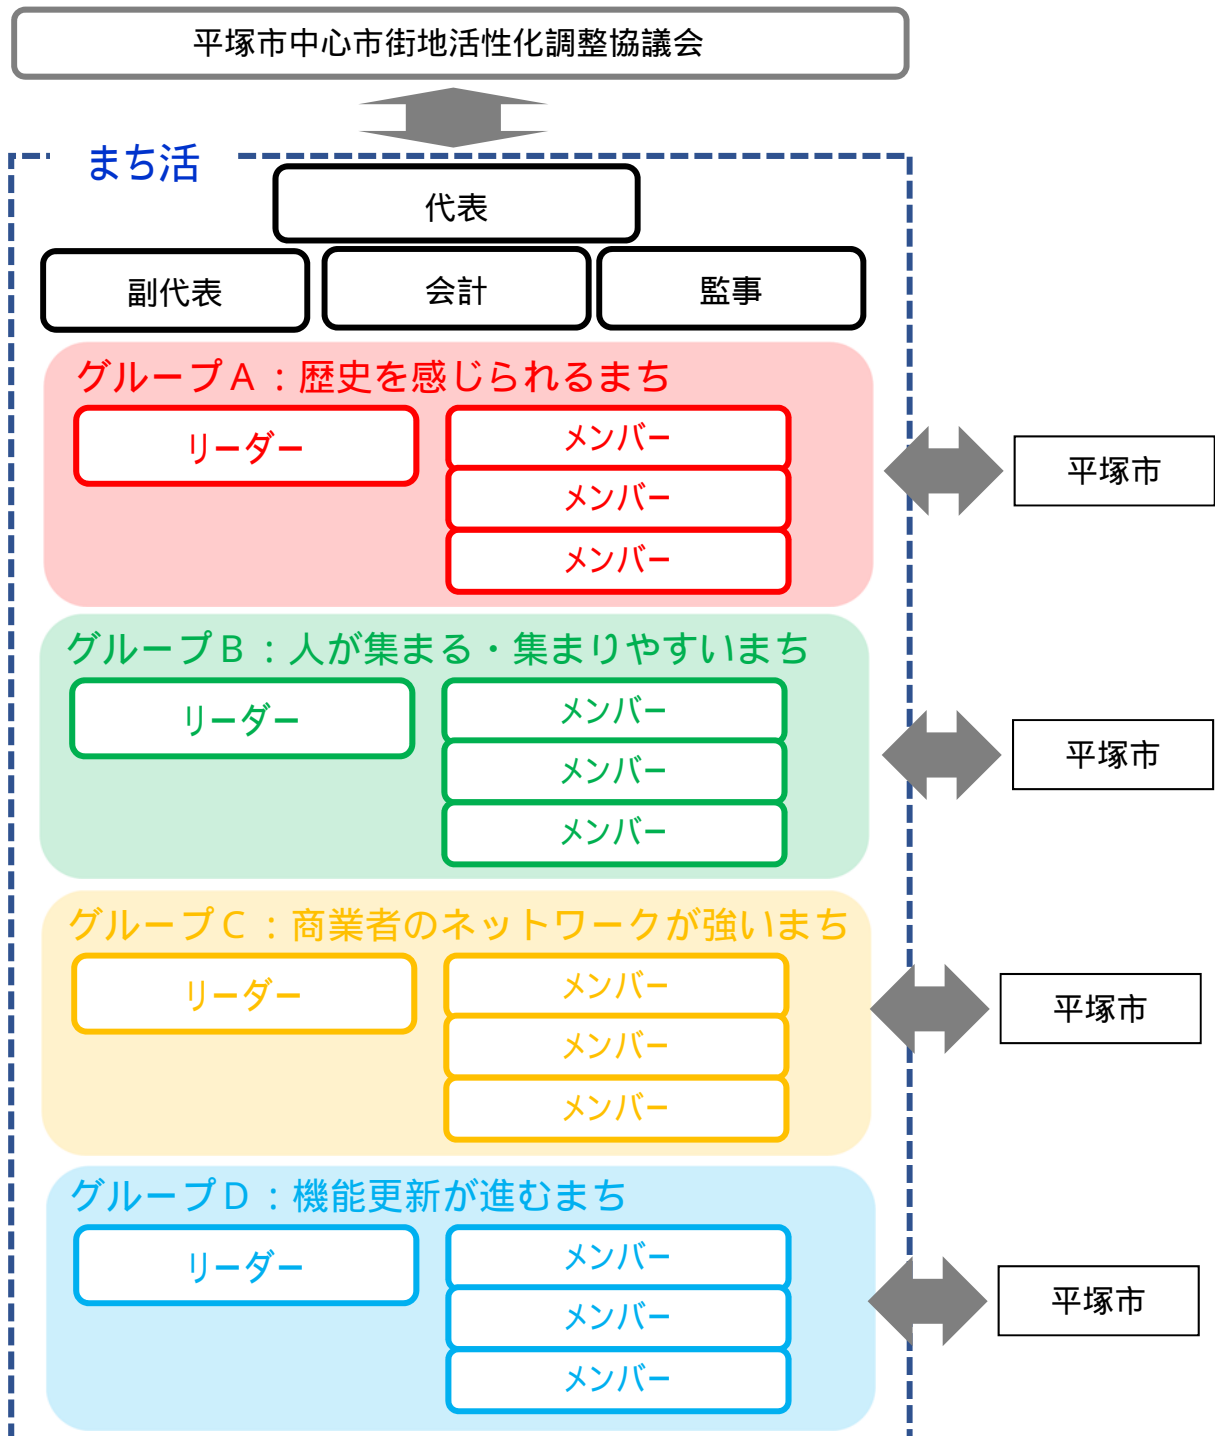 平塚市中心市街地活性化調整協議会
まち活
代表
副代表
会計
監事
グループA：歴史を感じられるまち
リーダー
メンバー
メンバー
メンバー
平塚市
グループB：人が集まる・集まりやすいまち
リーダー
メンバー
メンバー
メンバー
平塚市
グループC：商業者のネットワークが強いまち
リーダー
メンバー
メンバー
メンバー
平塚市
グループD：機能更新が進むまち
リーダー
メンバー
メンバー
メンバー
平塚市